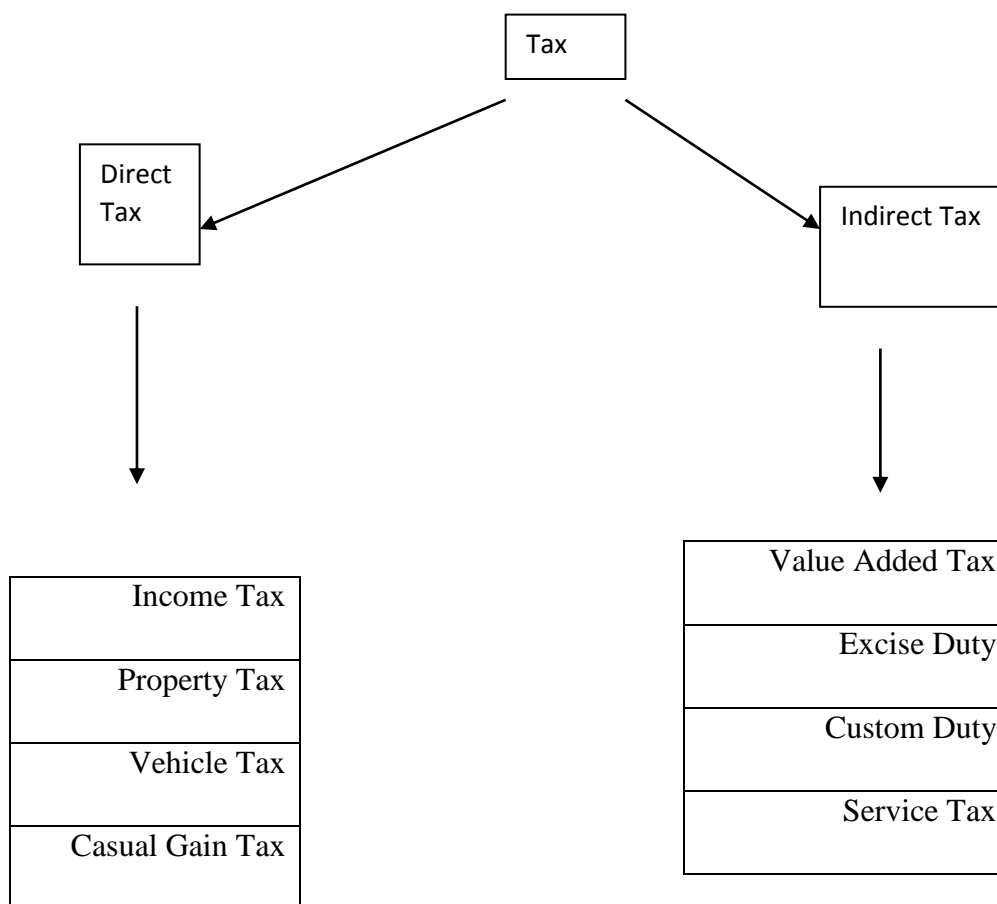 Tax
Direct
Tax
Indirect Tax
Value Added Tax
Income Tax
Excise Duty
Property Tax
Custom Duty
Vehicle Tax
Service Tax
Casual Gain Tax